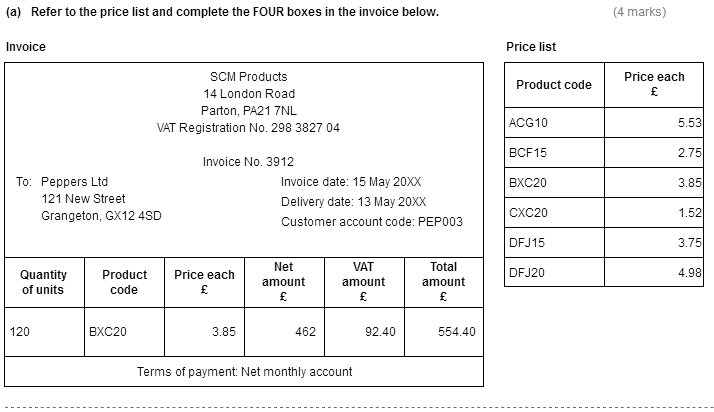 (a) Refer to the price list and complete the FOUR boxes in the invoice below.
(4 marks)
Invoice
SCM Products
14 London Road
Parton, PA21 7NL
VAT Registration No. 298 3827 04
Invoice No. 3912
To: Peppers Ltd
121 New Street
Grangeton, GX12 4SD
Invoice date: 15 May 20XX
Delivery date: 13 May 20XX
Customer account code: PEP003
Quantity of units
Product code
Price each £
Net amount £
VAT amount £
Total amount £
120 BXC20 3.85 462 92.40 554.40
Terms of payment: Net monthly account
Price list
Product code
Price each £
ACG10 5.53
BCF15 2.75
BXC20 3.85
CXC20 1.52
DFJ15 3.75
DFJ20 4.98